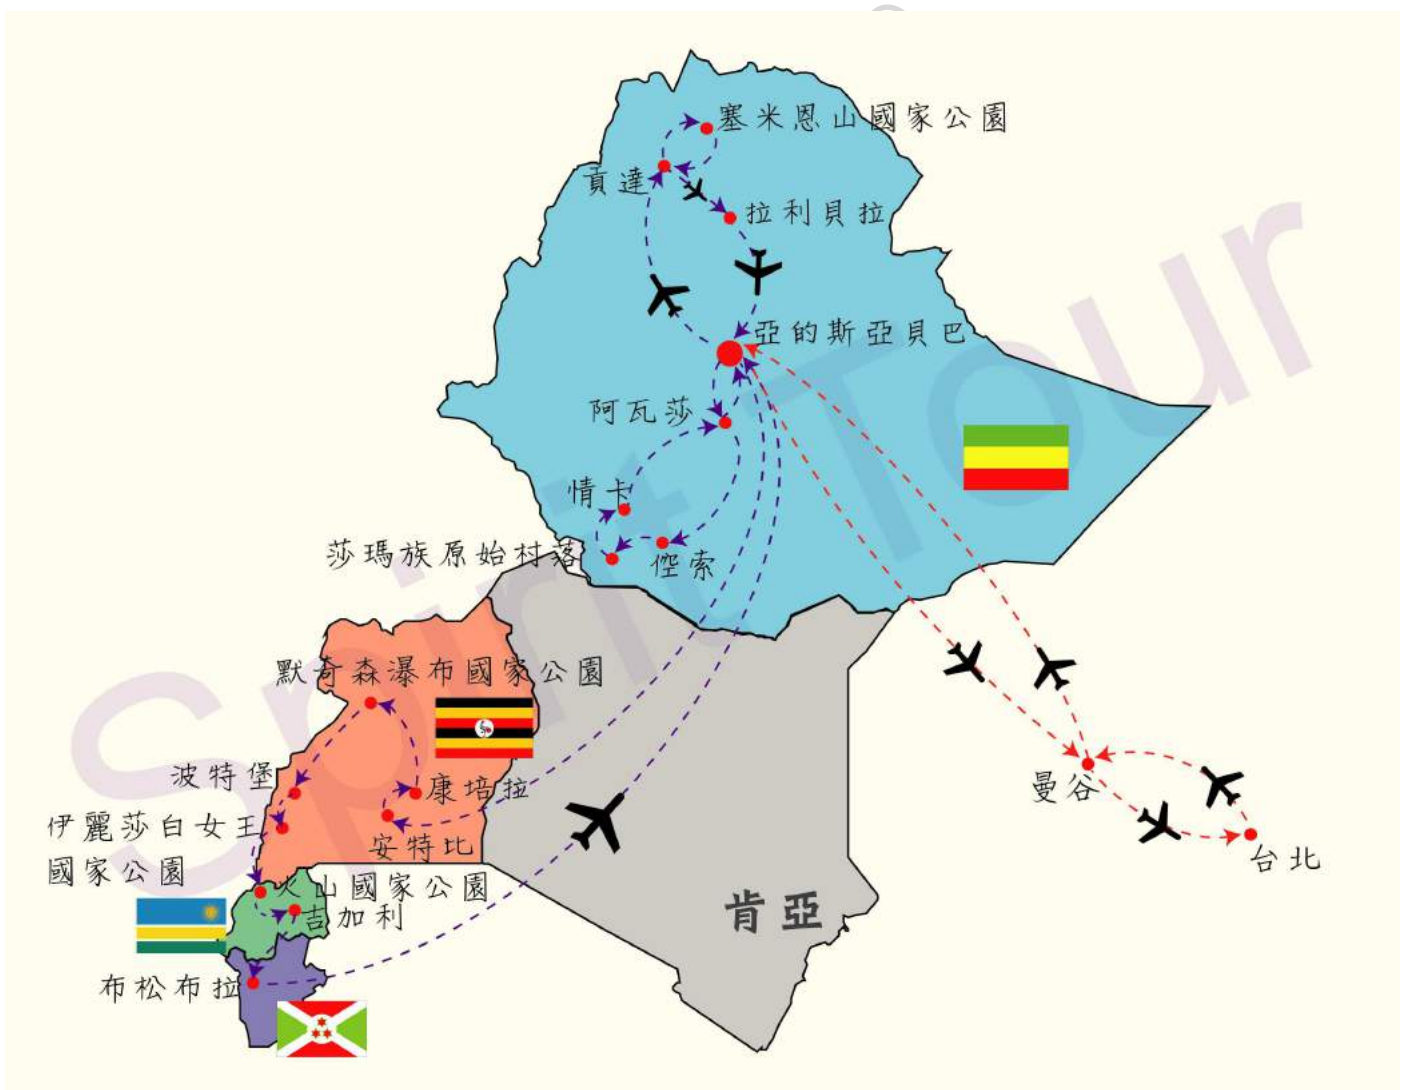 塞米恩山國家公園
貢達
拉利貝拉
亞的斯亞貝巴
阿瓦莎
情卡
莎瑪族原始村落
倥索
默奇森瀑布國家公園
波特堡
康培拉
曼谷
伊麗莎白女王
國家公園
安特比
台北
火山國家公園
吉加利
肯亞
布松布拉
Spirit Tour